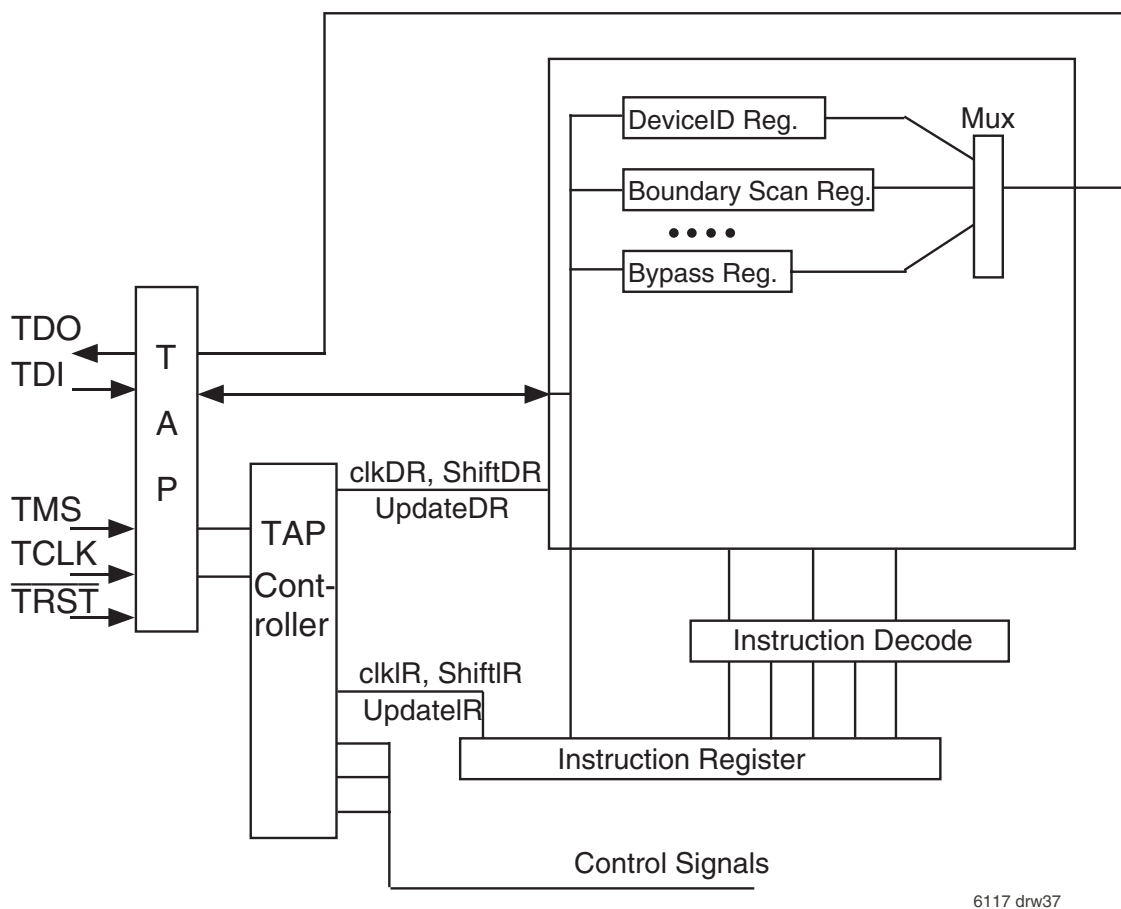 DeviceID Reg.
Mux
Boundary Scan Reg.
Bypass Reg.
TDO
TDI
T
A
P
TMS
TCLK
TRST
clkDR, ShiftDR
UpdateDR
TAP
Cont-
roller
Instruction Decode
clkIR, ShiftIR
UpdateIR
Instruction Register
Control Signals
6117 drw37